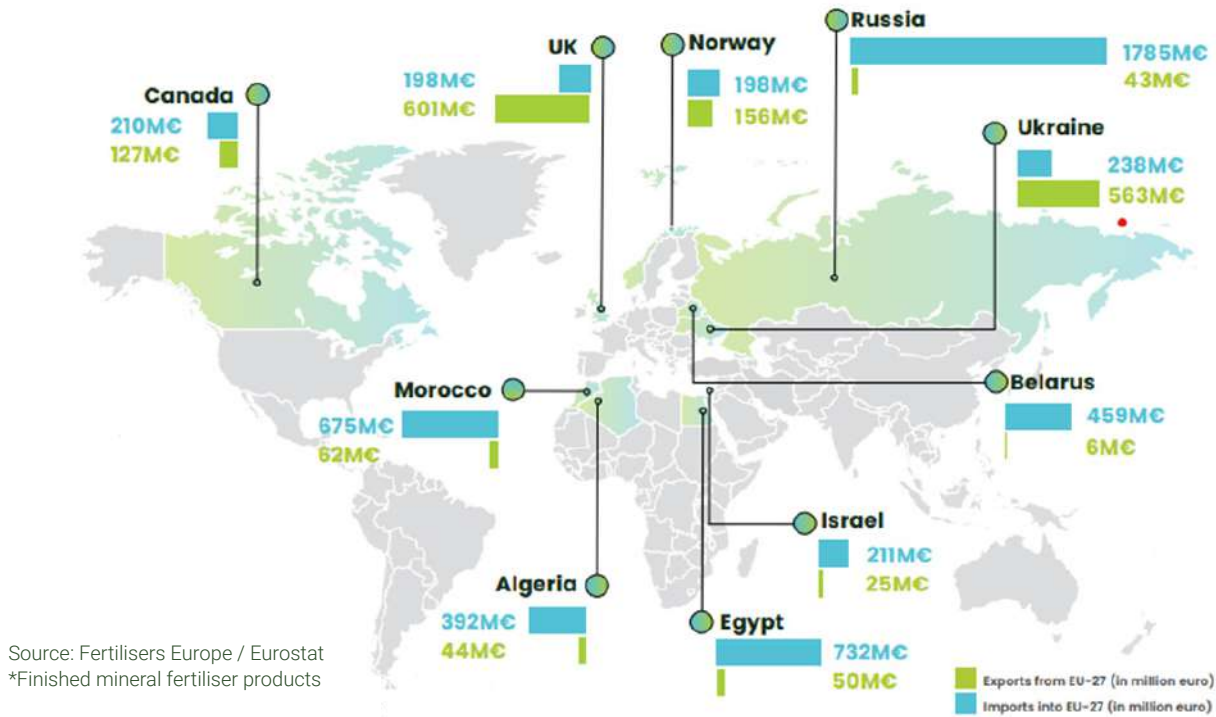 Russia
1785M€
43M€
UK
198M€
601M€
Norway
198M€
156M€
Canada
210M€
127M€
Ukraine
238M€
563M€
Morocco
675M€
62M€
Belarus
459M€
6M€
Israel
211M€
25M€
Algeria
392M€
44M€
Egypt
732M€
50M€
Source: Fertilisers Europe / Eurostat
*Finished mineral fertiliser products
Exports from EU-27 (in million euro)
Imports into EU-27 (in million euro)